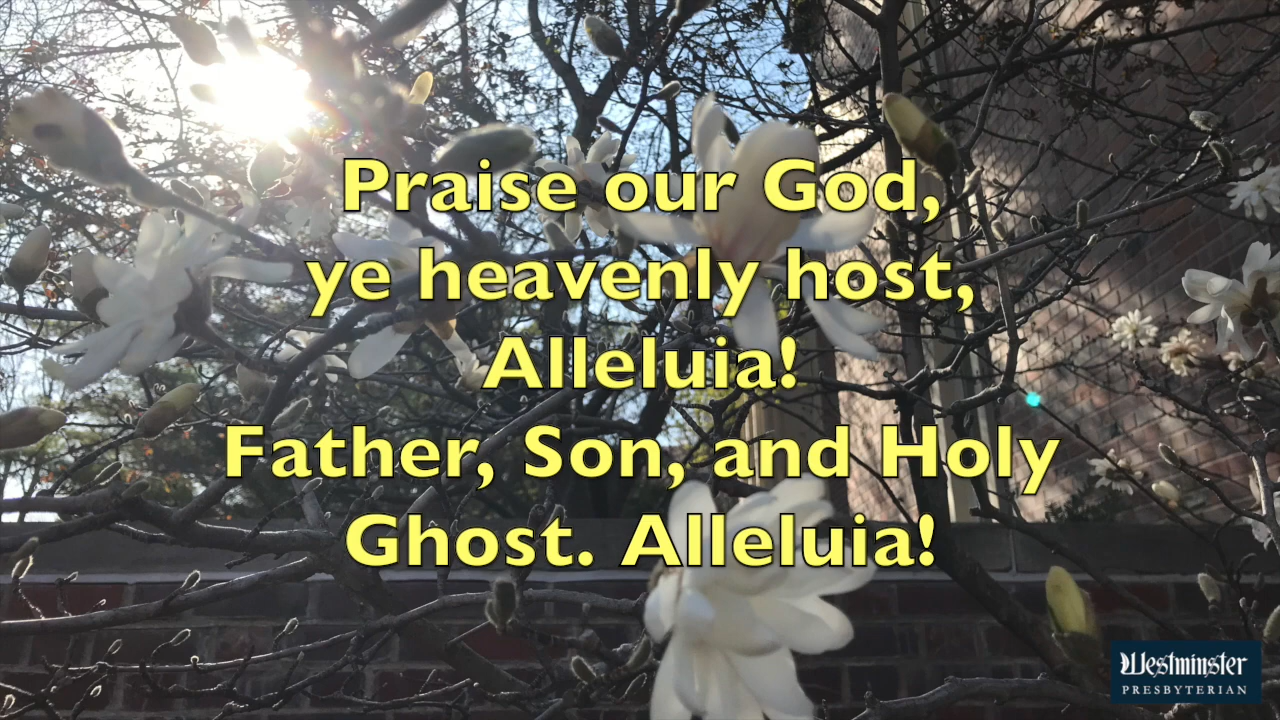 Praise our God,
ye heavenly host,
Alleluia!
Father, Son, and Holy
Ghost. Alleluia!
Westminster
PRESBYTERIAN